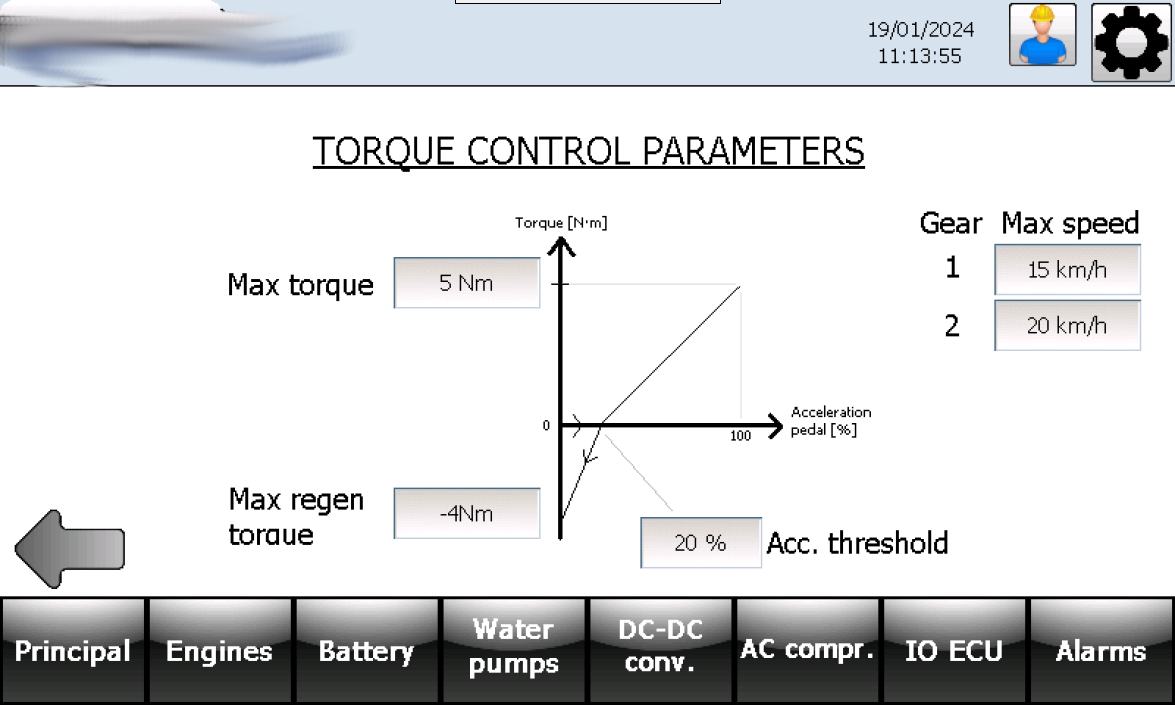 19/01/2024
11:13:55
TORQUE CONTROL PARAMETERS
Torque [N·m]
Gear Max speed
Max torque 5 Nm
1 15 km/h
2 20 km/h
0
100
Acceleration
pedal [%]
Max regen
torque
-4Nm
20 % Acc. threshold
Principal
Engines
Battery
Water
pumps
DC-DC
conv.
AC compr.
IO ECU
Alarms